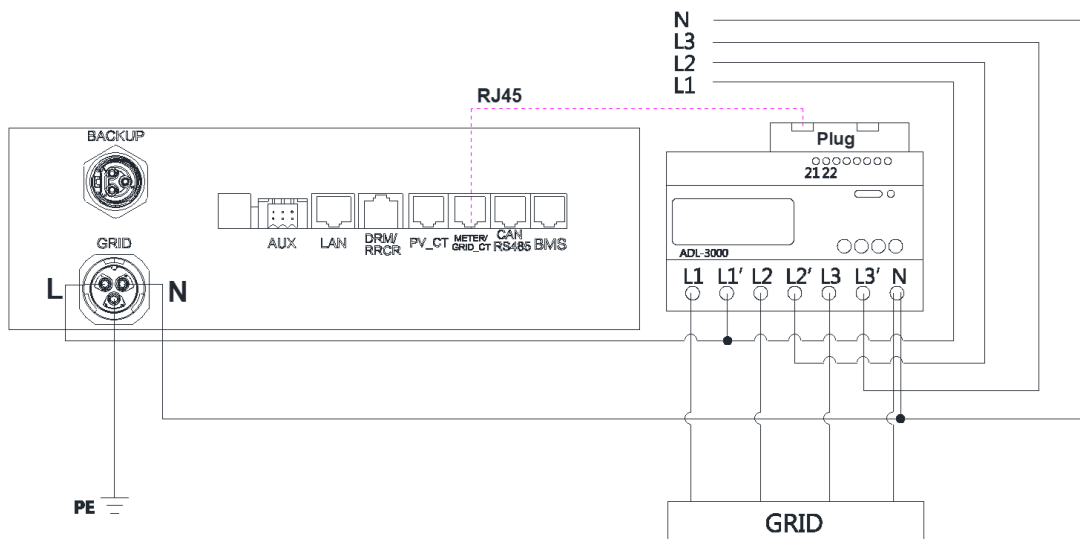 N
L3
L2
L1
RJ45
BACKUP
Plug
21 22
GRID
AUX
LAN
DRM/
RRCR
PV_CT
METER/
GRID_CT
CAN
RS485
BMS
ADL-3000
L
N
L1 L1' L2 L2' L3 L3' N
PE
GRID